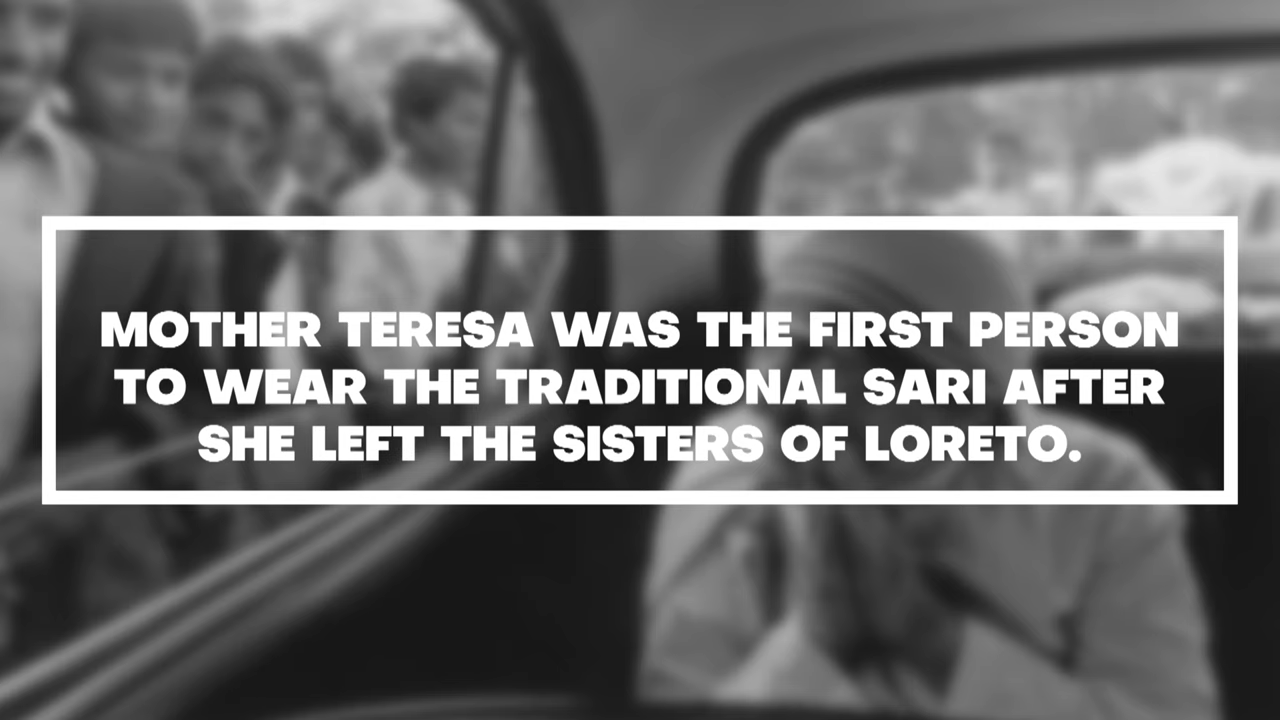 MOTHER TERESA WAS THE FIRST PERSON
TO WEAR THE TRADITIONAL SARI AFTER
SHE LEFT THE SISTERS OF LORETO.